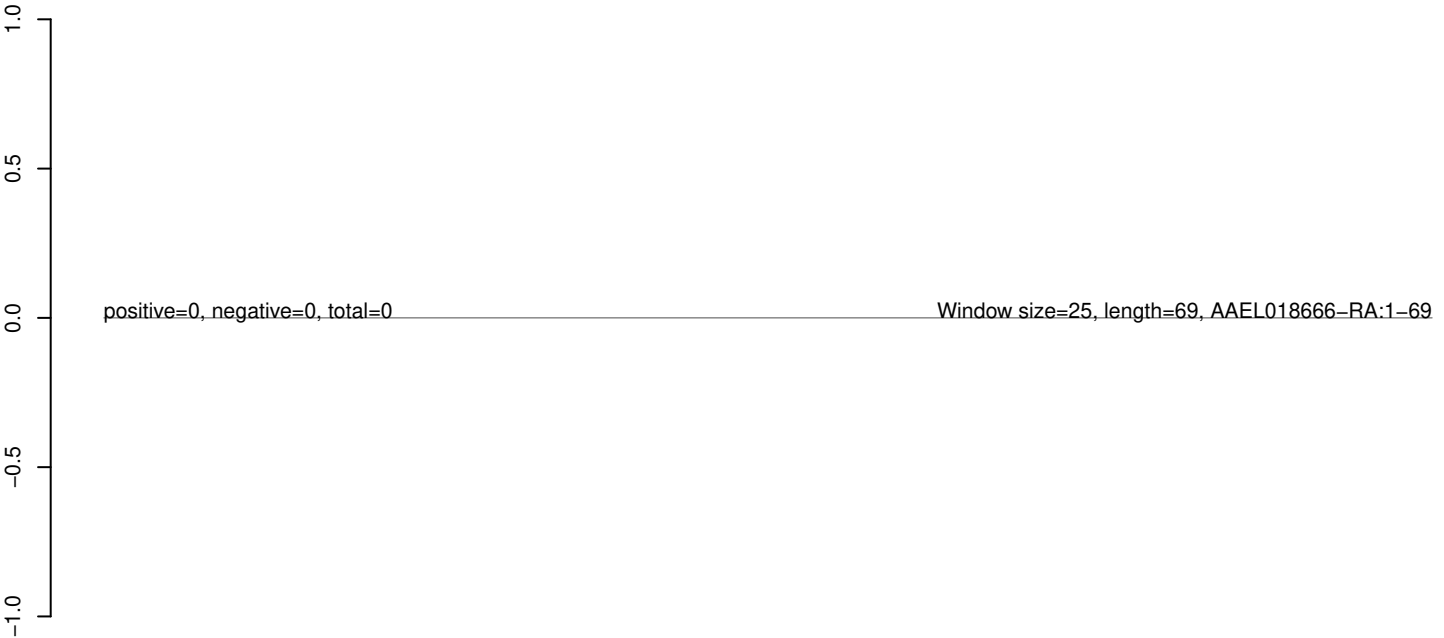 1.0
0.5
positive=0, negative=0, total=0
Window size=25, length=69, AAEL018666−RA:1−69
0.0
−0.5
−1.0